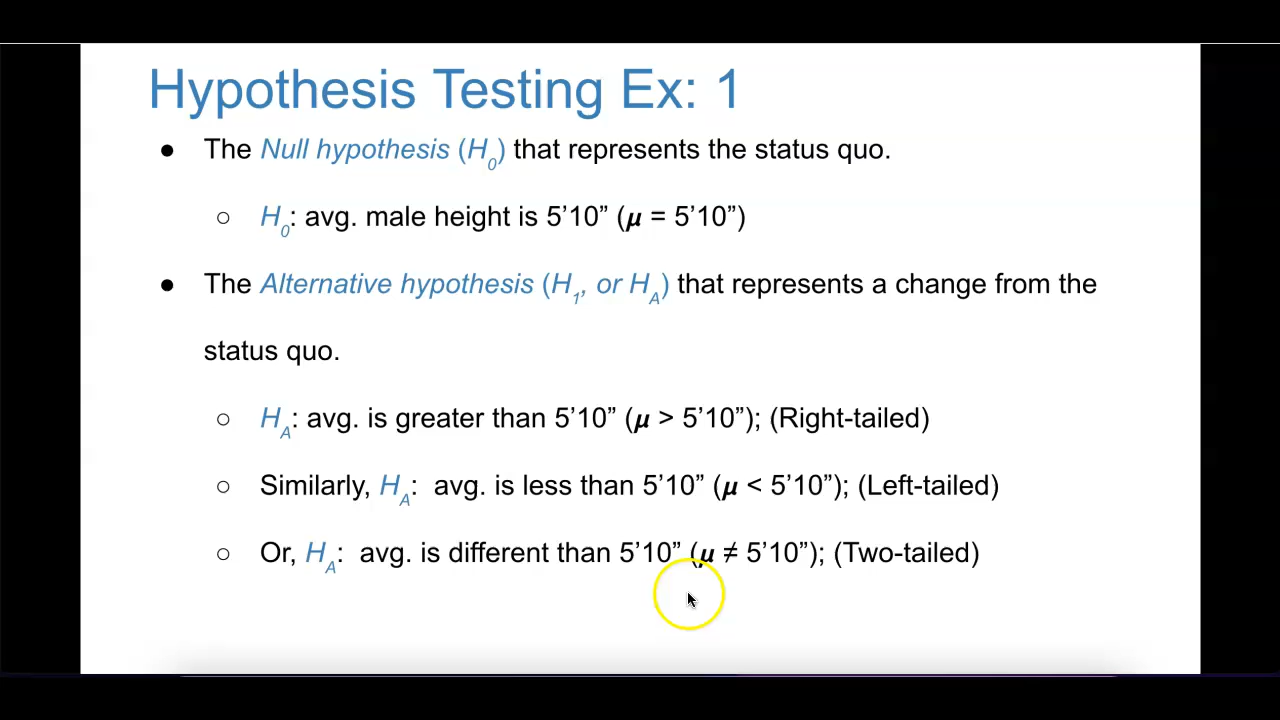 Hypothesis Testing Ex: 1
● The Null hypothesis (H0) that represents the status quo.
○ H0: avg. male height is 5’10” (μ = 5’10”)
● The Alternative hypothesis (H1, or HA) that represents a change from the
status quo.
○ HA: avg. is greater than 5’10” (μ > 5’10”); (Right-tailed)
○ Similarly, HA: avg. is less than 5’10” (μ < 5’10”); (Left-tailed)
○ Or, HA: avg. is different than 5’10” (μ ≠ 5’10”); (Two-tailed)